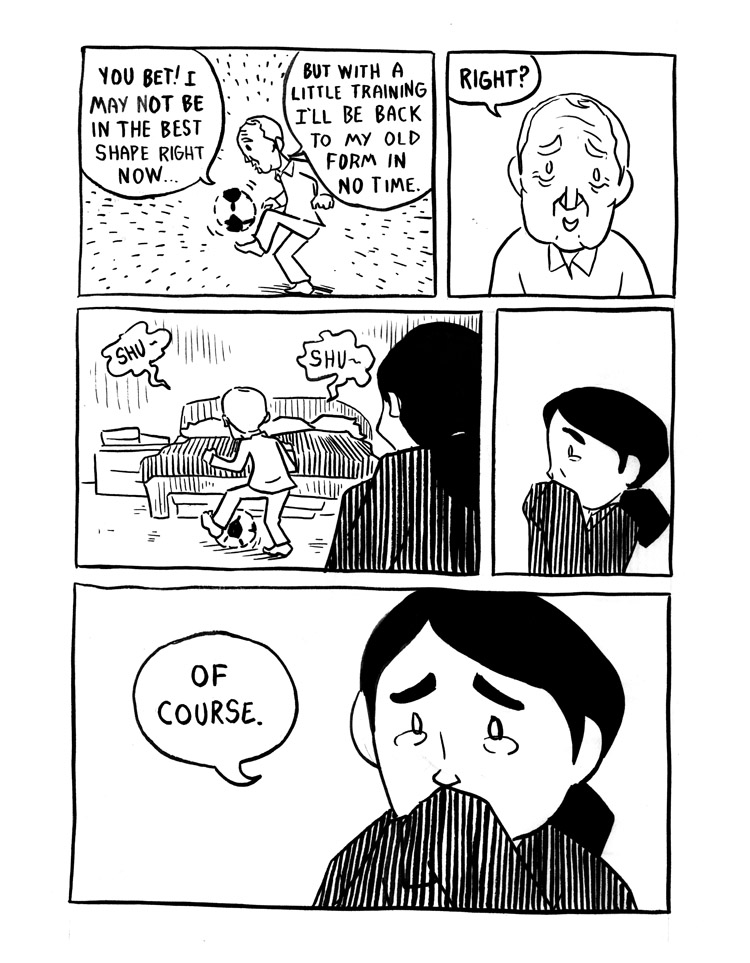 YOU BET! I
MAY NOT BE
IN THE BEST
SHAPE RIGHT
NOW...
BUT WITH A
LITTLE TRAINING
I'LL BE BACK
TO MY OLD
FORM IN
NO TIME.
RIGHT?
SHU~
SHU~
OF
COURSE.